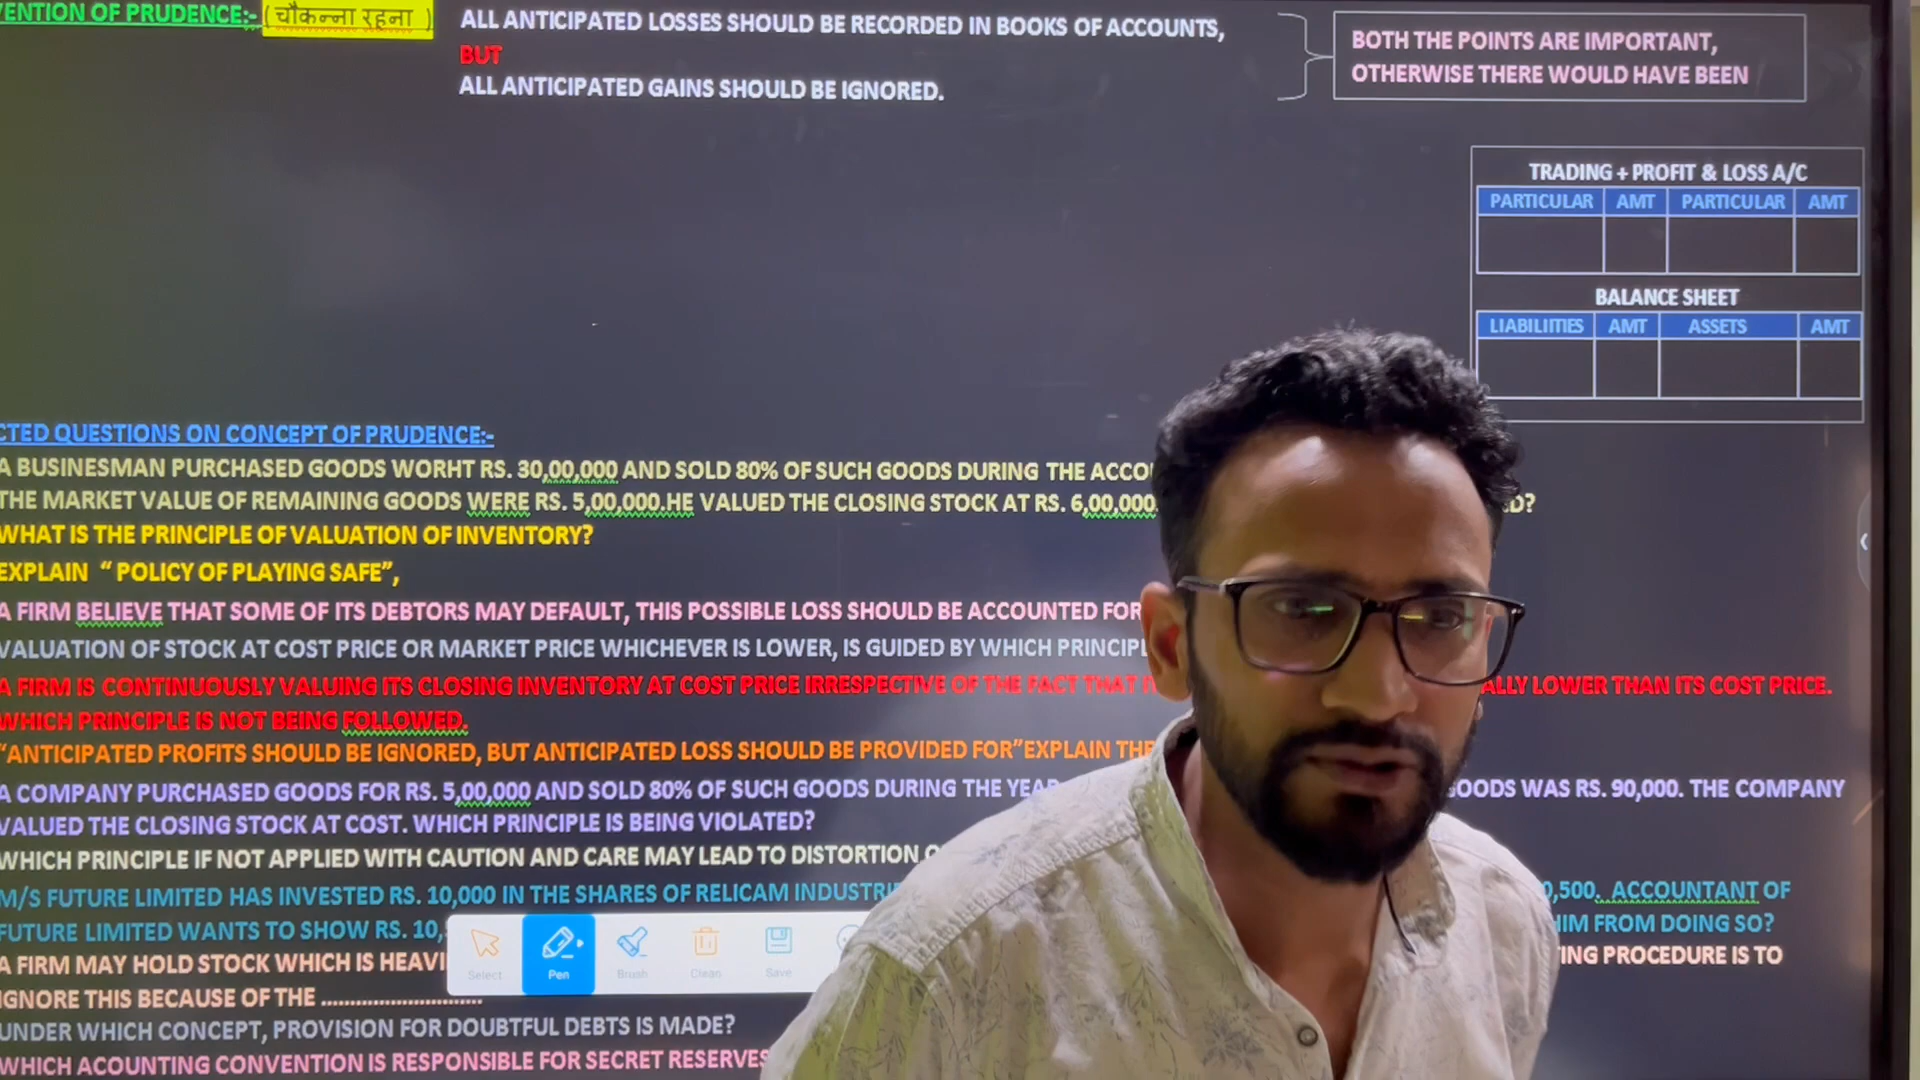 VENTION OF PRUDENCE:- ( चौकन्ना रहना )
ALL ANTICIPATED LOSSES SHOULD BE RECORDED IN BOOKS OF ACCOUNTS,
BUT
ALL ANTICIPATED GAINS SHOULD BE IGNORED.
BOTH THE POINTS ARE IMPORTANT,
OTHERWISE THERE WOULD HAVE BEEN
TRADING + PROFIT & LOSS A/C
PARTICULAR AMT PARTICULAR AMT
BALANCE SHEET
LIABILIITIES AMT ASSETS AMT
CTED QUESTIONS ON CONCEPT OF PRUDENCE:-
A BUSINESMAN PURCHASED GOODS WORHT RS. 30,00,000 AND SOLD 80% OF SUCH GOODS DURING THE ACCO
THE MARKET VALUE OF REMAINING GOODS WERE RS. 5,00,000.HE VALUED THE CLOSING STOCK AT RS. 6,00,000 D?
WHAT IS THE PRINCIPLE OF VALUATION OF INVENTORY?
EXPLAIN “ POLICY OF PLAYING SAFE”,
A FIRM BELIEVE THAT SOME OF ITS DEBTORS MAY DEFAULT, THIS POSSIBLE LOSS SHOULD BE ACCOUNTED FOR
VALUATION OF STOCK AT COST PRICE OR MARKET PRICE WHICHEVER IS LOWER, IS GUIDED BY WHICH PRINCIPL
A FIRM IS CONTINUOUSLY VALUING ITS CLOSING INVENTORY AT COST PRICE IRRESPECTIVE OF THE FACT THAT ALLY LOWER THAN ITS COST PRICE.
WHICH PRINCIPLE IS NOT BEING FOLLOWED.
“ANTICIPATED PROFITS SHOULD BE IGNORED, BUT ANTICIPATED LOSS SHOULD BE PROVIDED FOR”EXPLAIN THE
A COMPANY PURCHASED GOODS FOR RS. 5,00,000 AND SOLD 80% OF SUCH GOODS DURING THE YEAR OODS WAS RS. 90,000. THE COMPANY
VALUED THE CLOSING STOCK AT COST. WHICH PRINCIPLE IS BEING VIOLATED?
WHICH PRINCIPLE IF NOT APPLIED WITH CAUTION AND CARE MAY LEAD TO DISTORTION
M/S FUTURE LIMITED HAS INVESTED RS. 10,000 IN THE SHARES OF RELICAM INDUSTRI 0,500. ACCOUNTANT OF
FUTURE LIMITED WANTS TO SHOW RS. 10, HIM FROM DOING SO?
A FIRM MAY HOLD STOCK WHICH IS HEAVI TING PROCEDURE IS TO
IGNORE THIS BECAUSE OF THE ............................
UNDER WHICH CONCEPT, PROVISION FOR DOUBTFUL DEBTS IS MADE?
WHICH ACOUNTING CONVENTION IS RESPONSIBLE FOR SECRET RESERVES
Select Pen Brush Clean Save